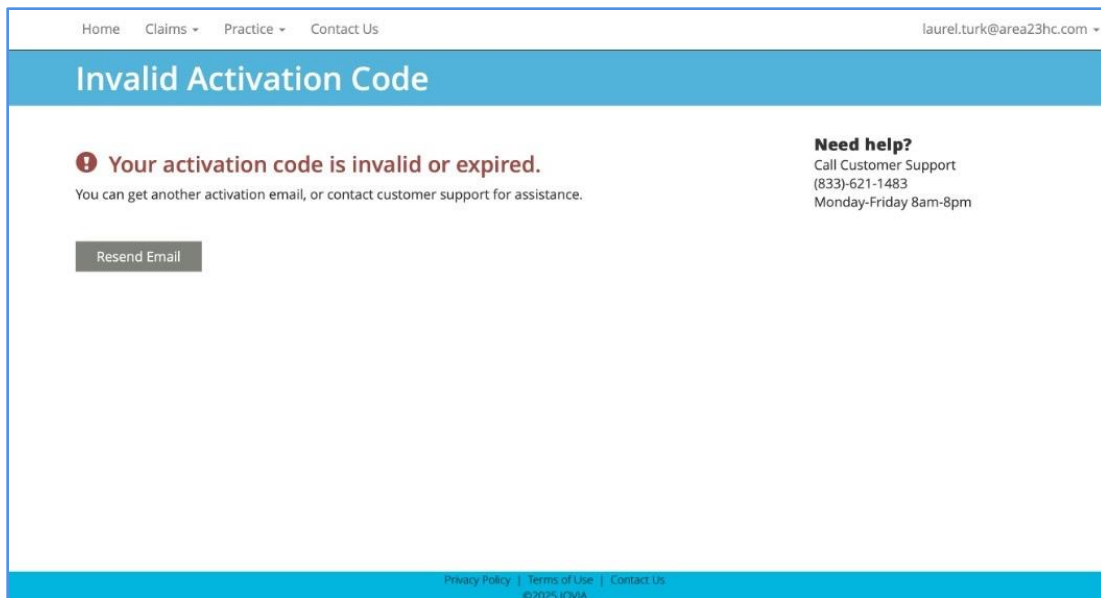 Home Claims Practice Contact Us laurel.turk@area23hc.com
Invalid Activation Code
Your activation code is invalid or expired.
You can get another activation email, or contact customer support for assistance.
Resend Email
Need help?
Call Customer Support
(833)-621-1483
Monday-Friday 8am-8pm
Privacy Policy | Terms of Use | Contact Us
©2025 IQVIA